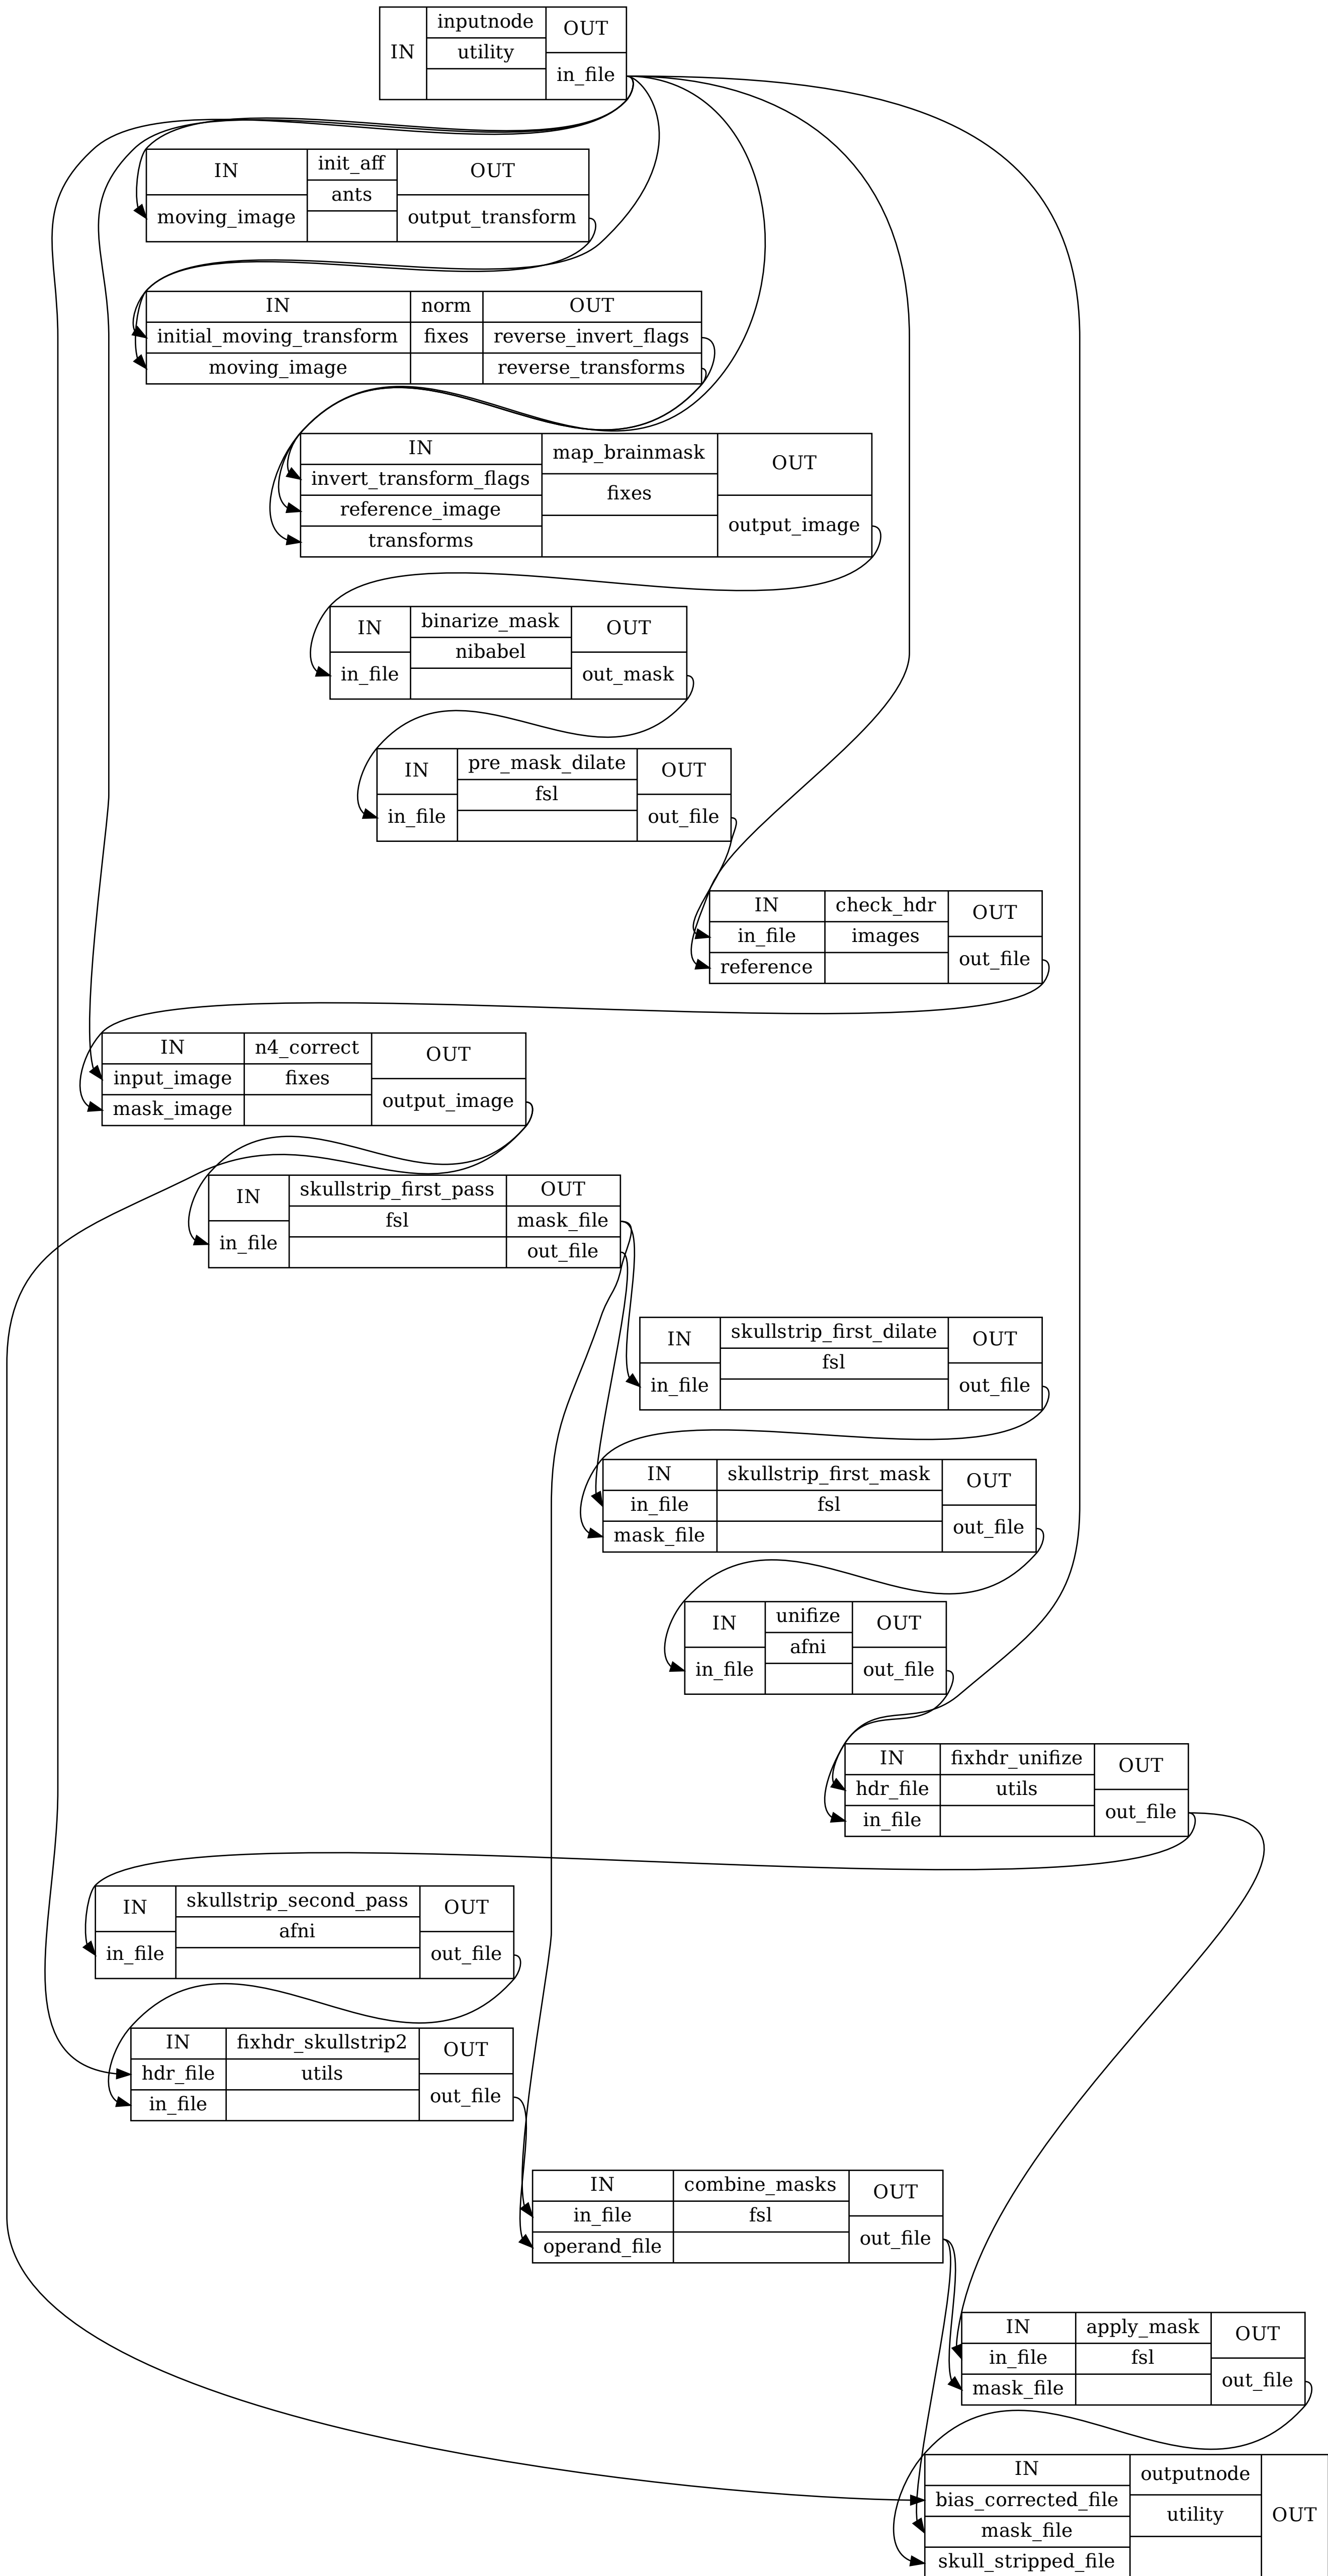 IN inputnode OUT
utility
in_file
IN init_aff OUT
ants
moving_image output_transform
IN norm OUT
initial_moving_transform fixes reverse_invert_flags
moving_image reverse_transforms
IN map_brainmask OUT
invert_transform_flags fixes
reference_image output_image
transforms
IN binarize_mask OUT
nibabel
in_file out_mask
IN pre_mask_dilate OUT
fsl
in_file out_file
IN check_hdr OUT
in_file images
reference out_file
IN n4_correct OUT
input_image fixes
mask_image output_image
IN skullstrip_first_pass OUT
fsl mask_file
in_file out_file
IN skullstrip_first_dilate OUT
fsl
in_file out_file
IN skullstrip_first_mask OUT
in_file fsl
mask_file out_file
IN unifize OUT
afni
in_file out_file
IN fixhdr_unifize OUT
hdr_file utils
in_file out_file
IN skullstrip_second_pass OUT
afni
in_file out_file
IN fixhdr_skullstrip2 OUT
hdr_file utils
in_file out_file
IN combine_masks OUT
in_file fsl
operand_file out_file
IN apply_mask OUT
in_file fsl
mask_file out_file
IN outputnode
bias_corrected_file utility OUT
mask_file
skull_stripped_file